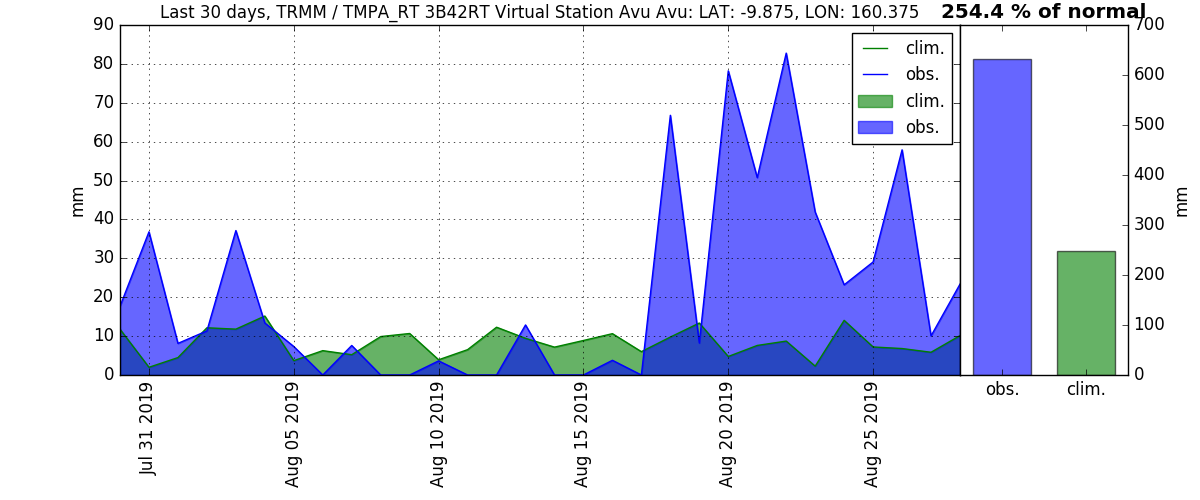 Last 30 days, TRMM / TMPA_RT 3B42RT Virtual Station Avu Avu: LAT: -9.875, LON: 160.375
254.4 % of normal
90
80
70
60
50
40
30
20
10
0
mm
clim.
obs.
clim.
obs.
Jul 31 2019
Aug 05 2019
Aug 10 2019
Aug 15 2019
Aug 20 2019
Aug 25 2019
700
600
500
400
300
200
100
0
mm
obs.
clim.